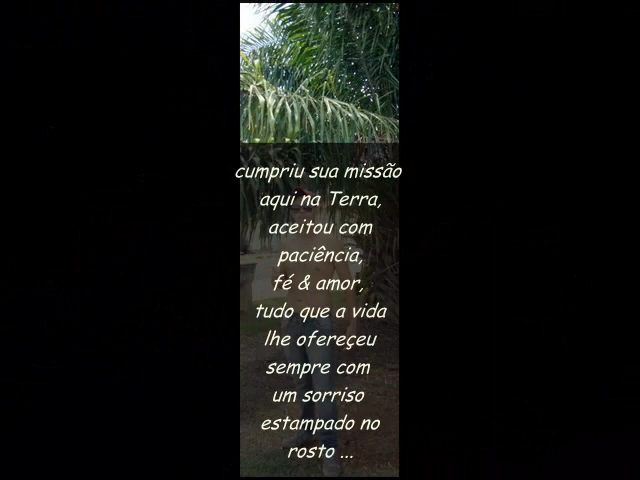 cumpriu sua missão
aqui na Terra,
aceitou com
paciência,
fé & amor,
tudo que a vida
lhe ofereçeu
sempre com
um sorriso
estampado no
rosto ...